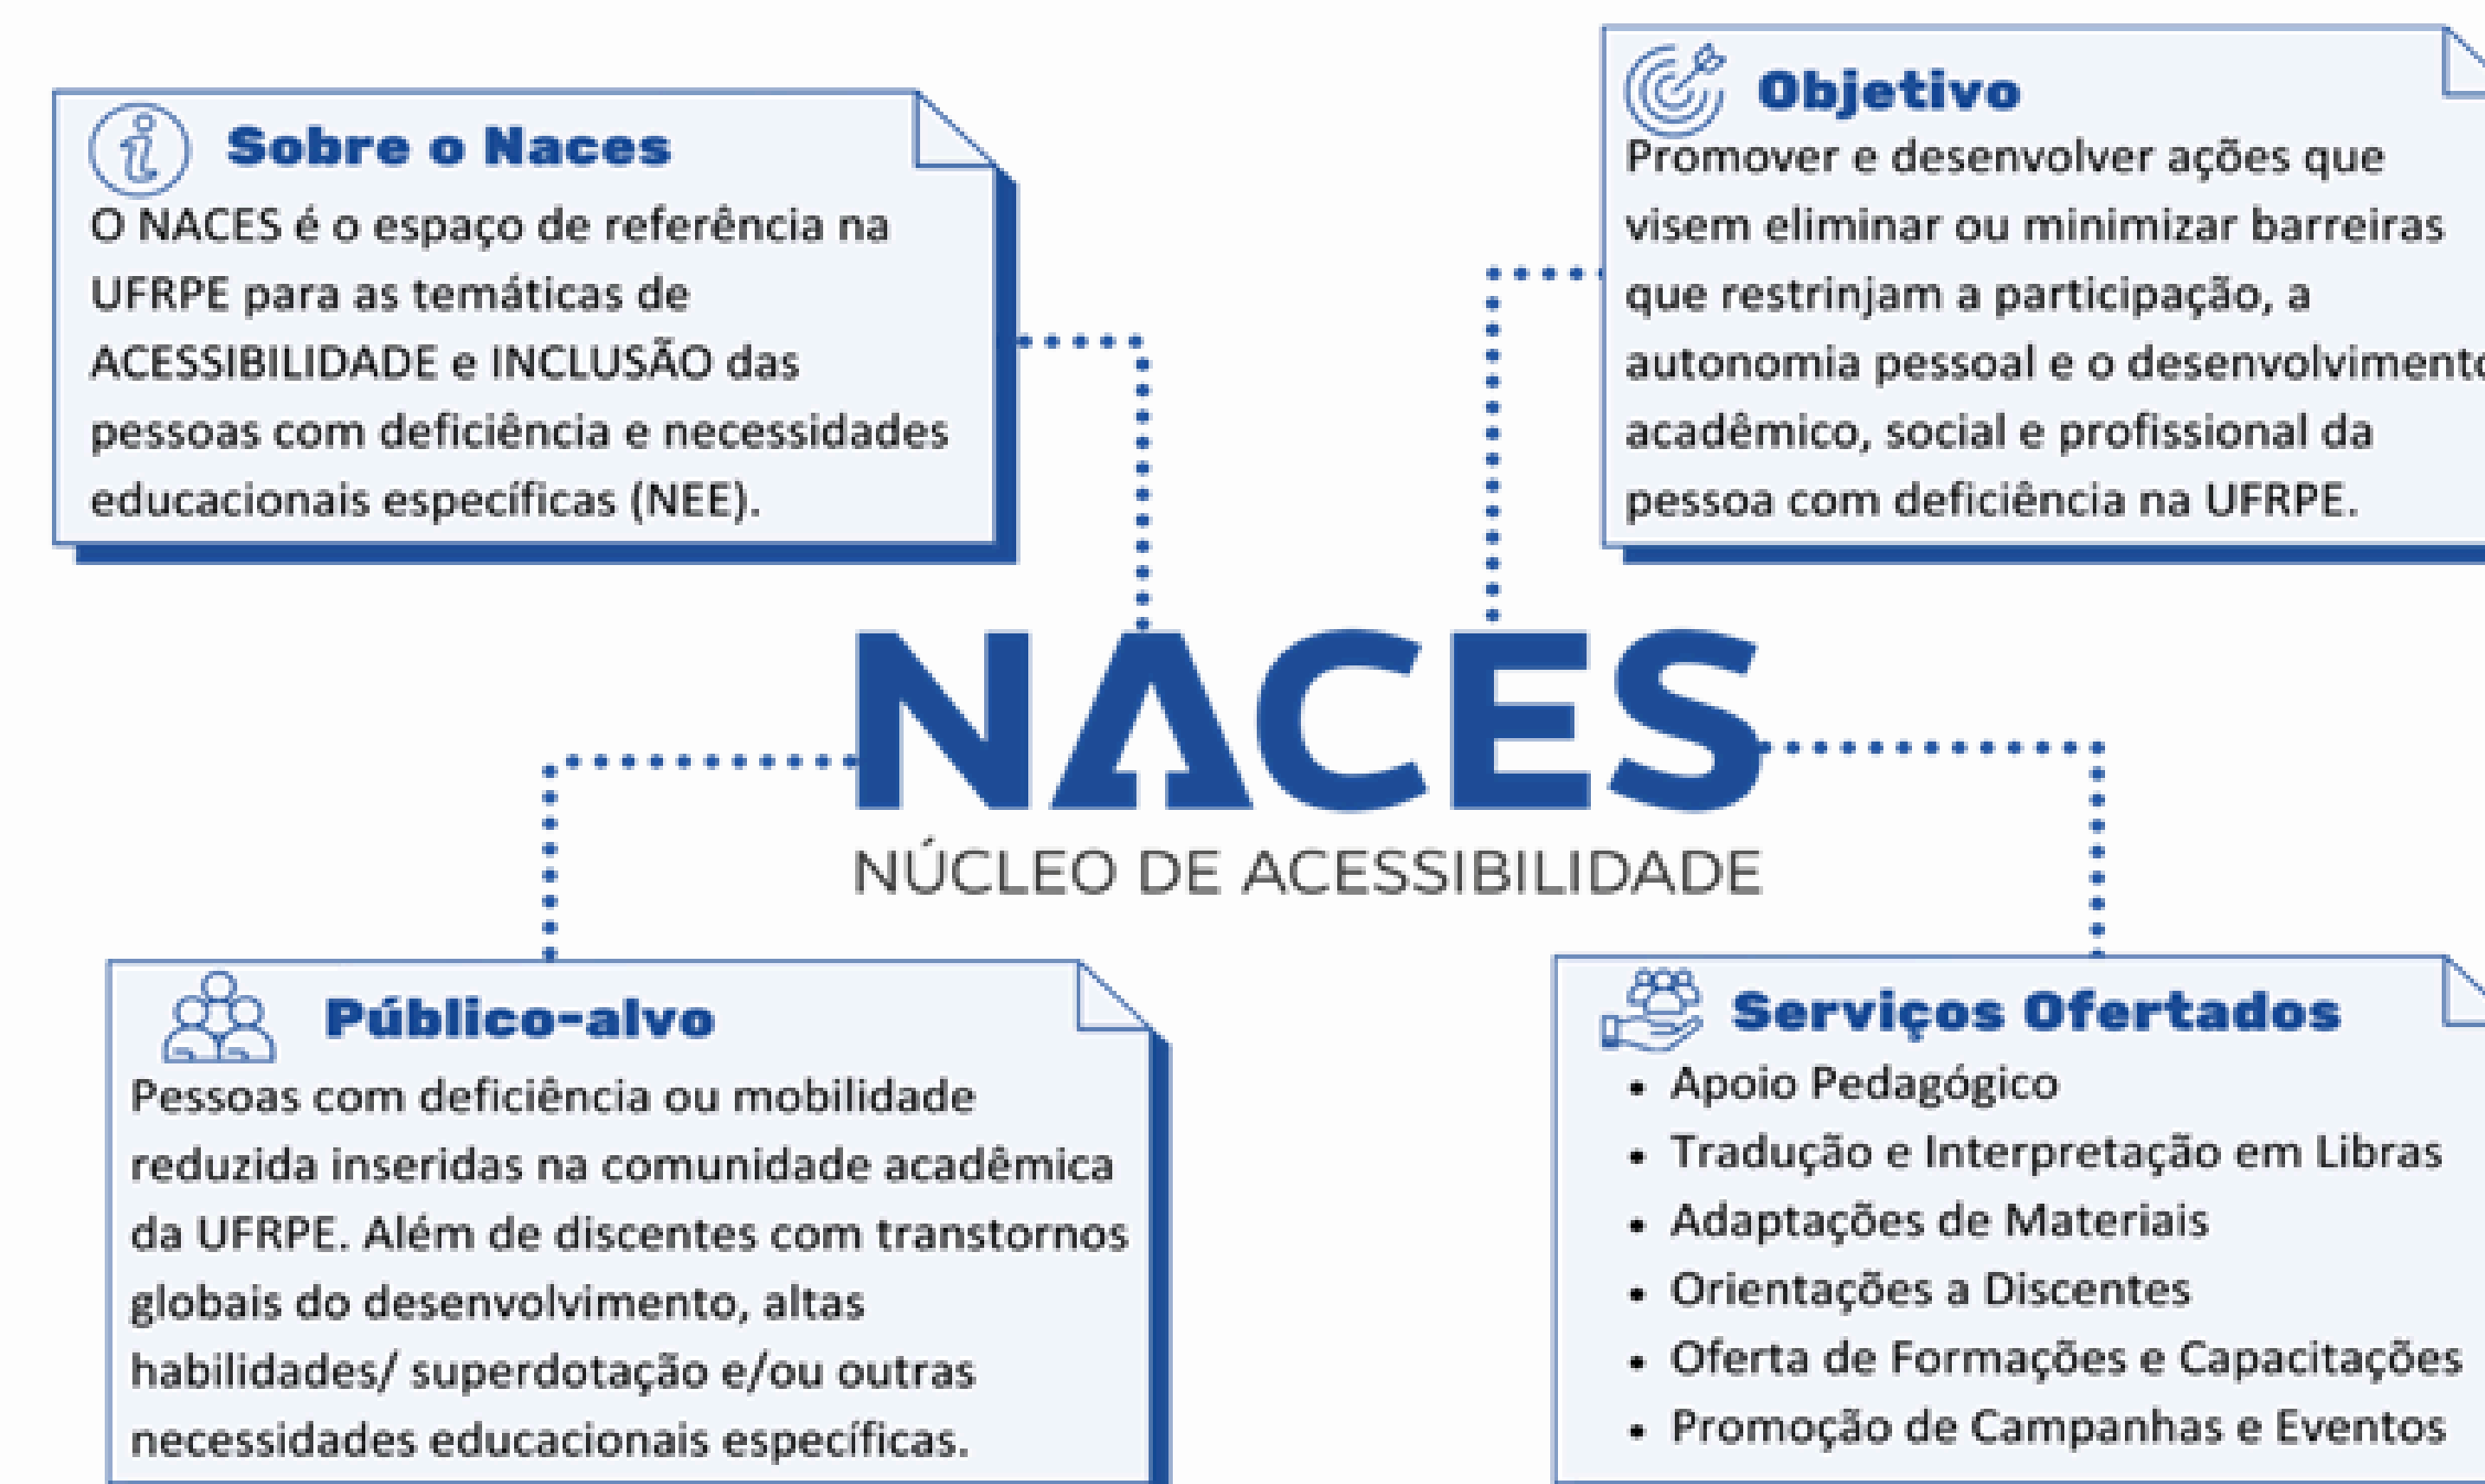 Sobre o Naces
O NACES é o espaço de referência na
UFRPE para as temáticas de
ACESSIBILIDADE e INCLUSÃO das
pessoas com deficiência e necessidades
educacionais específicas (NEE).
Objetivo
Promover e desenvolver ações que
visem eliminar ou minimizar barreiras
que restrinjam a participação, a
autonomia pessoal e o desenvolvimento
acadêmico, social e profissional da
pessoa com deficiência na UFRPE.
NACES
NÚCLEO DE ACESSIBILIDADE
Público-alvo
Pessoas com deficiência ou mobilidade
reduzida inseridas na comunidade acadêmica
da UFRPE. Além de discentes com transtornos
globais do desenvolvimento, altas
habilidades/ superdotação e/ou outras
necessidades educacionais específicas.
Serviços Ofertados
• Apoio Pedagógico
• Tradução e Interpretação em Libras
• Adaptações de Materiais
• Orientações a Discentes
• Oferta de Formações e Capacitações
• Promoção de Campanhas e Eventos